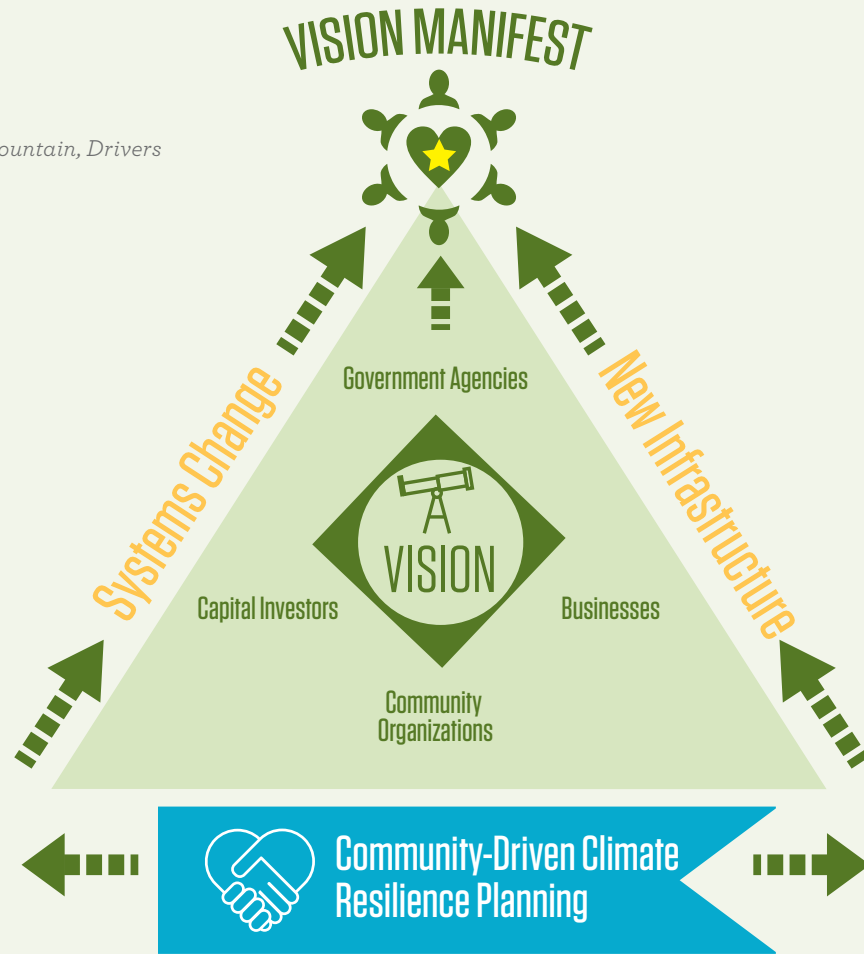 VISION MANIFEST
ountain, Drivers
Government Agencies
Systems Change
New Infrastructure
VISION
Capital Investors
Businesses
Community
Organizations
Community-Driven Climate
Resilience Planning